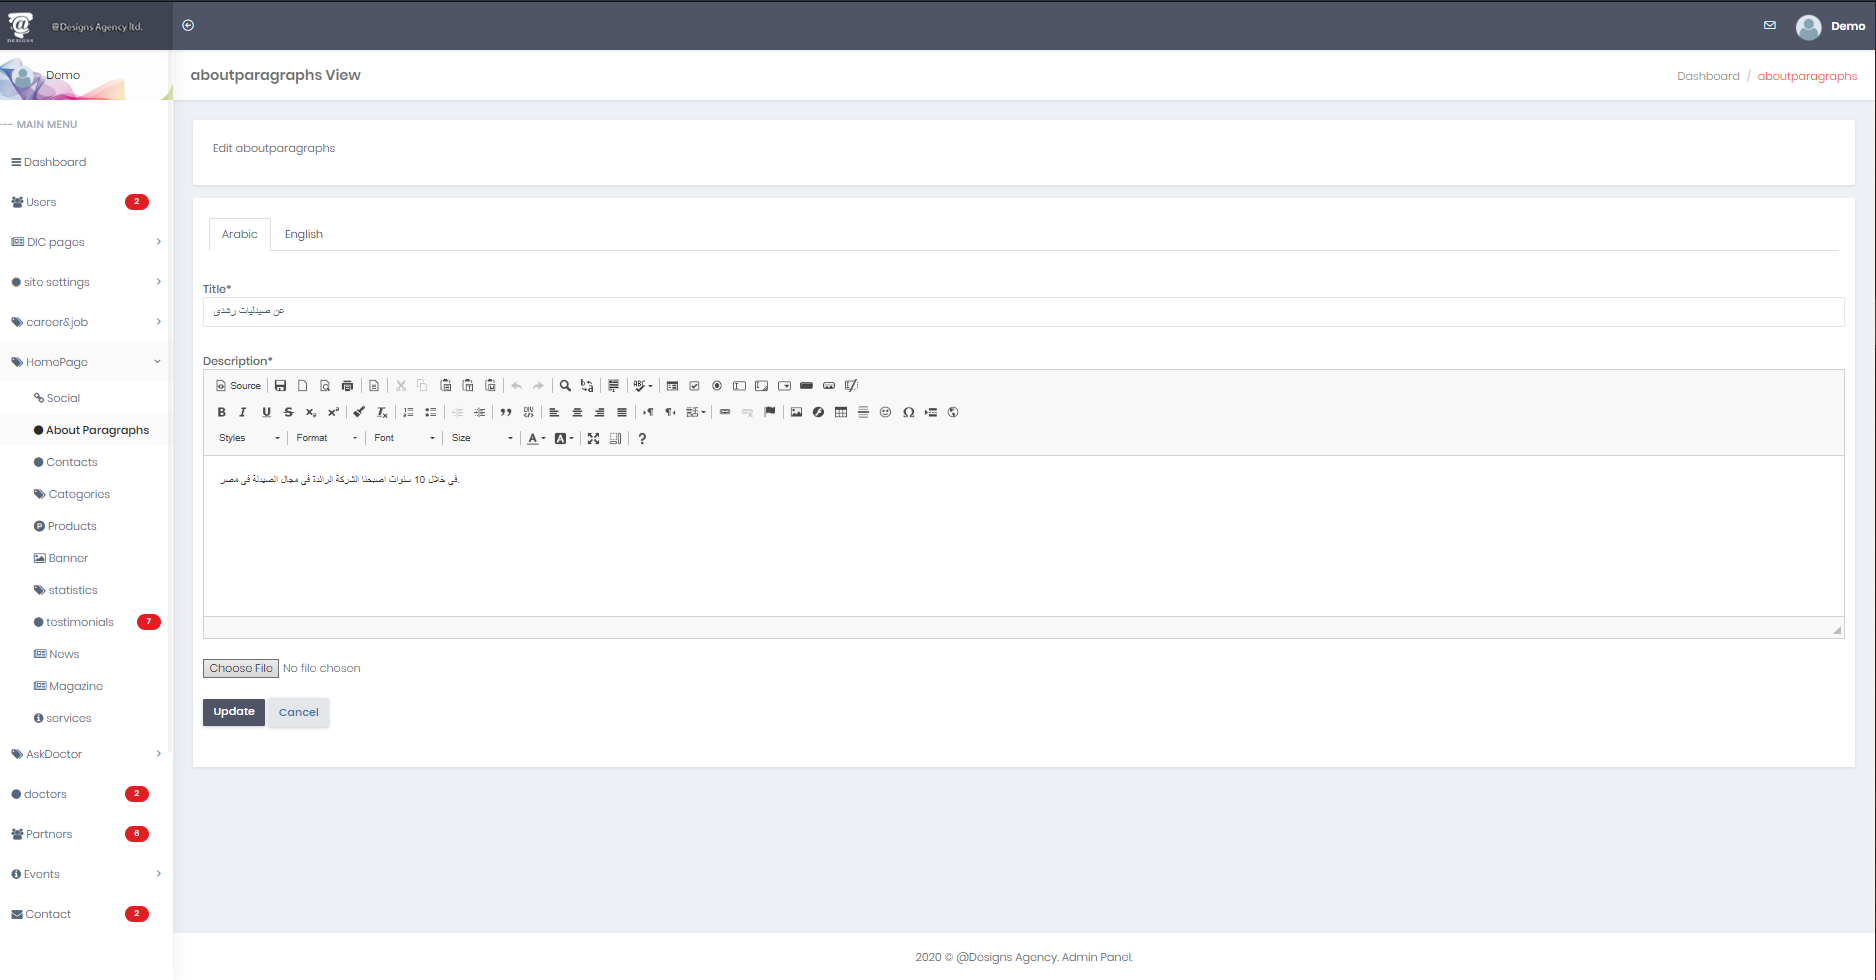 @Designs Agency ltd.
DESIGNS
Demo
Demo
aboutparagraphs View
Dashboard / aboutparagraphs
--- MAIN MENU
Dashboard
Users 2
DIC pages
site settings
career&job
HomePage
Social
About Paragraphs
Contacts
Categories
Products
Banner
statistics
testimonials 7
News
Magazine
services
AskDoctor
doctors 2
Partners 6
Events
Contact 2
Edit aboutparagraphs
Arabic English
Title*
عن صيدليات رشدى
Description*
Source
Styles Format Font Size
فى خلال 10 سنوات اصبحنا الشركة الرائدة فى مجال الصيدلة فى مصر.
Choose File No file chosen
Update Cancel
2020 © @Designs Agency. Admin Panel.